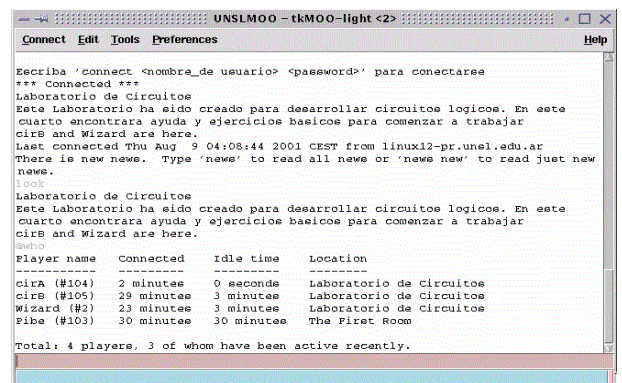 UNSLMOO - tkMOO-light <2>
Connect Edit Tools Preferences Help
Escriba 'connect <nombre_de usuario> <password>' para conectarse
*** Connected ***
Laboratorio de Circuitos
Este Laboratorio ha sido creado para desarrollar circuitos logicos. En este
cuarto encontrara ayuda y ejercicios basicos para comenzar a trabajar
cirB and Wizard are here.
Last connected Thu Aug 9 04:08:44 2001 CEST from linux12-pr.unsl.edu.ar
There is new news. Type 'news' to read all news or 'news new' to read just new
news.
look
Laboratorio de Circuitos
Este Laboratorio ha sido creado para desarrollar circuitos logicos. En este
cuarto encontrara ayuda y ejercicios basicos para comenzar a trabajar
cirB and Wizard are here.
@who
Player name Connected Idle time Location
----------- --------- --------- --------
cirA (#104) 2 minutes 0 seconds Laboratorio de Circuitos
cirB (#105) 29 minutes 3 minutes Laboratorio de Circuitos
Wizard (#2) 23 minutes 3 minutes Laboratorio de Circuitos
Pibe (#103) 30 minutes 30 minutes The First Room
Total: 4 players, 3 of whom have been active recently.